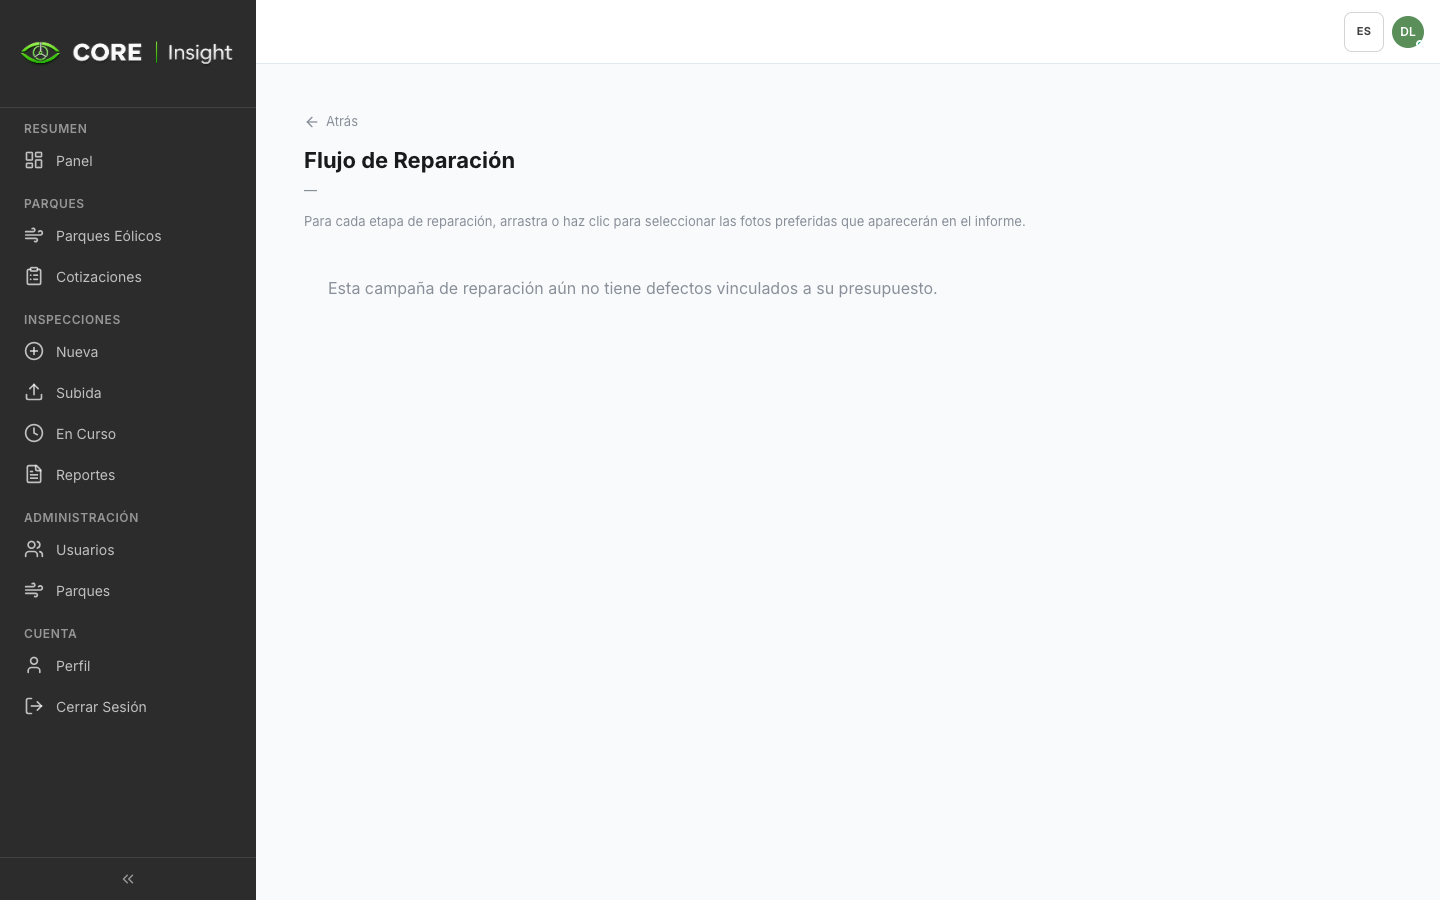 CORE | Insight
RESUMEN
Panel
PARQUES
Parques Eólicos
Cotizaciones
INSPECCIONES
Nueva
Subida
En Curso
Reportes
ADMINISTRACIÓN
Usuarios
Parques
CUENTA
Perfil
Cerrar Sesión
ES
DL
Atrás
Flujo de Reparación
—
Para cada etapa de reparación, arrastra o haz clic para seleccionar las fotos preferidas que aparecerán en el informe.
Esta campaña de reparación aún no tiene defectos vinculados a su presupuesto.